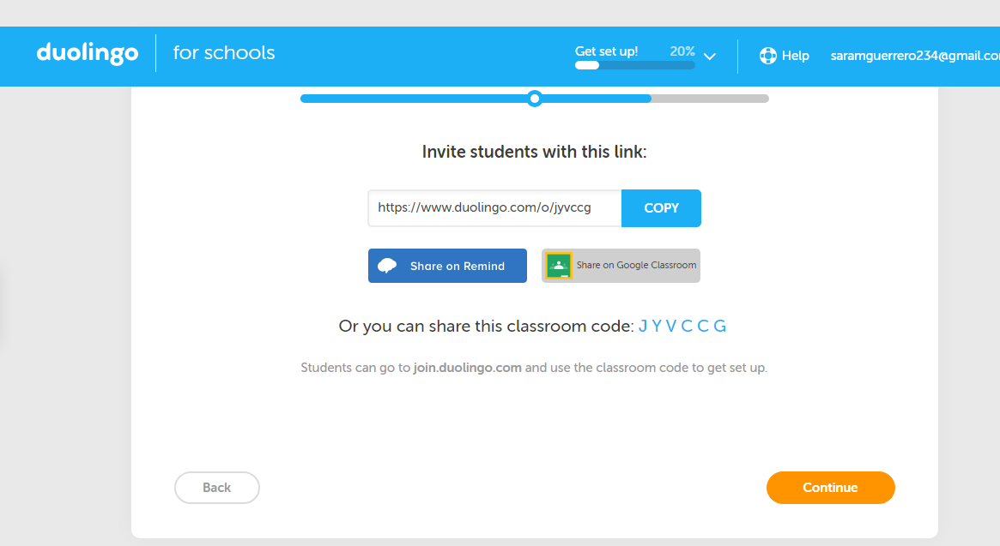 duolingo for schools
Get set up! 20%
Help
saramguerrero234@gmail.co
Invite students with this link:
https://www.duolingo.com/o/jyvccg
COPY
Share on Remind
Share on Google Classroom
Or you can share this classroom code: J Y V C C G
Students can go to join.duolingo.com and use the classroom code to get set up.
Back
Continue